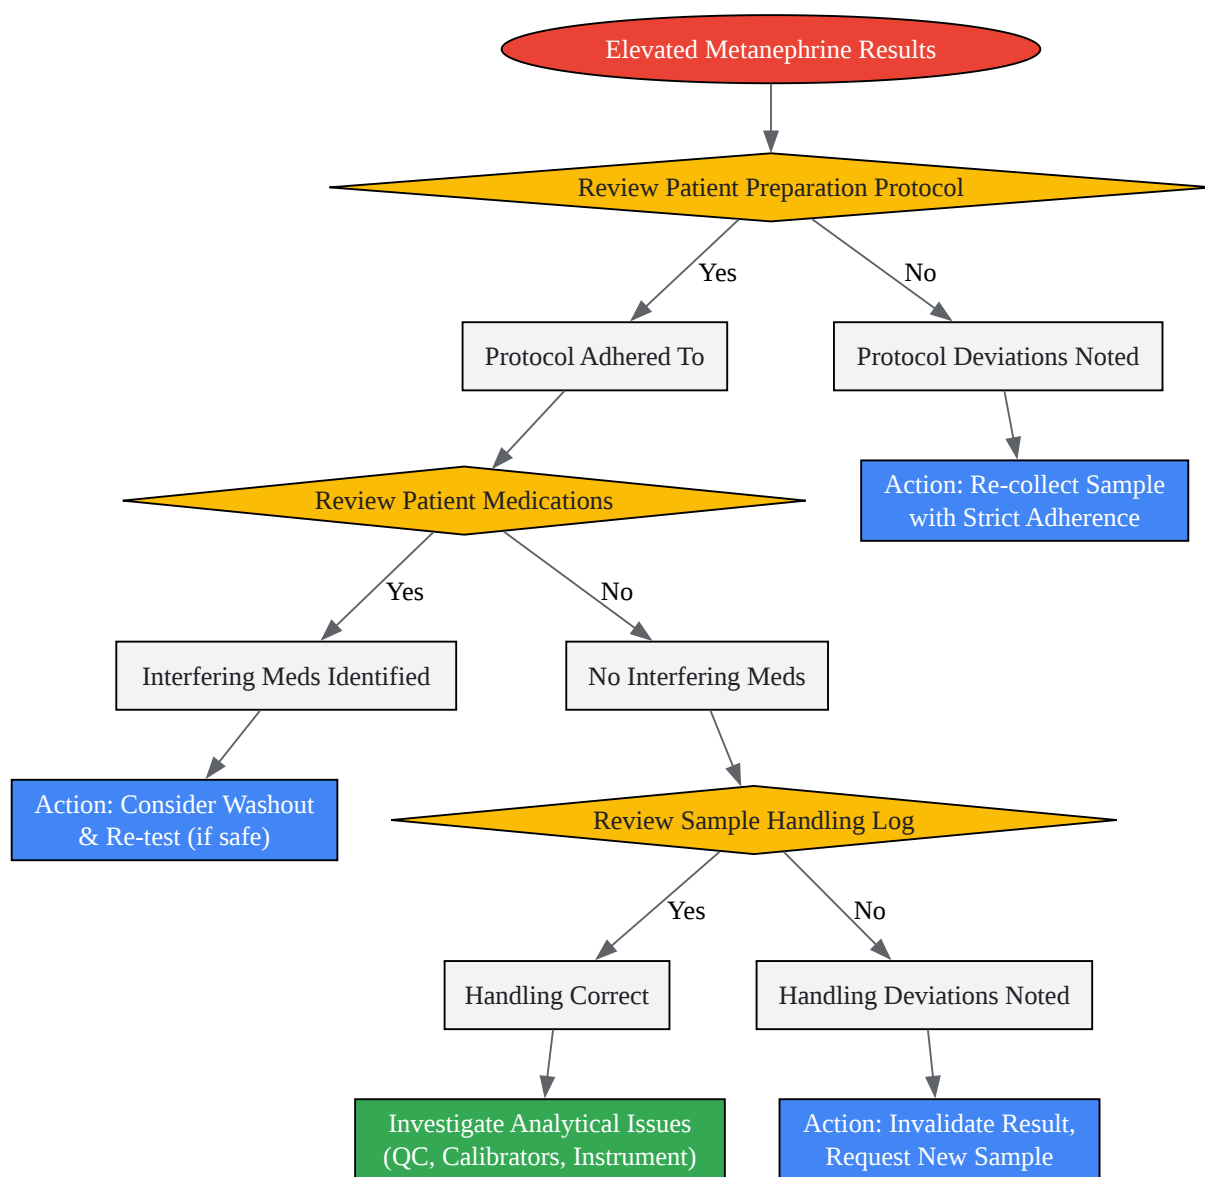 Elevated Metanephrine Results
Review Patient Preparation Protocol
Yes
No
Protocol Adhered To
Protocol Deviations Noted
Review Patient Medications
Action: Re-collect Sample
with Strict Adherence
Yes
No
Interfering Meds Identified
No Interfering Meds
Action: Consider Washout
& Re-test (if safe)
Review Sample Handling Log
Yes
No
Handling Correct
Handling Deviations Noted
Investigate Analytical Issues
(QC, Calibrators, Instrument)
Action: Invalidate Result,
Request New Sample